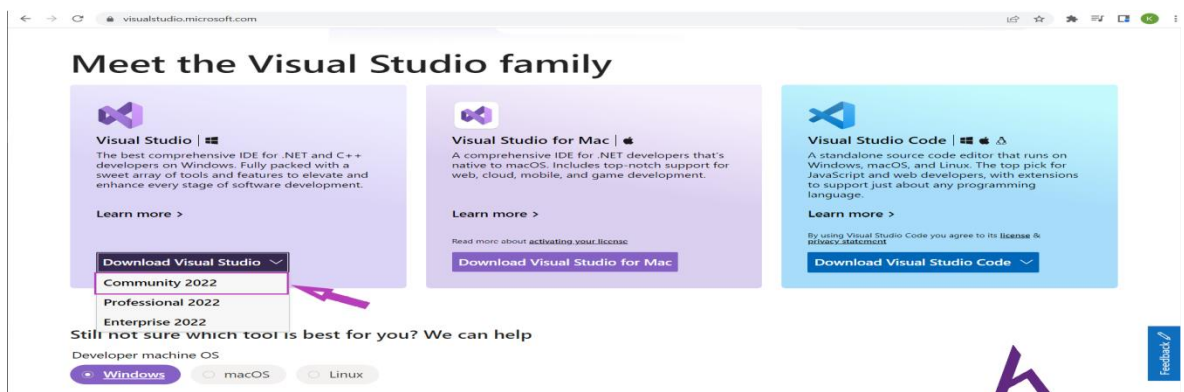 visualstudio.microsoft.com
K
Meet the Visual Studio family
Visual Studio |
The best comprehensive IDE for .NET and C++
developers on Windows. Fully packed with a
sweet array of tools and features to elevate and
enhance every stage of software development.
Learn more >
Download Visual Studio
Community 2022
Professional 2022
Enterprise 2022
Visual Studio for Mac |
A comprehensive IDE for .NET developers that's
native to macOS. Includes top-notch support for
web, cloud, mobile, and game development.
Learn more >
Read more about activating your license
Download Visual Studio for Mac
Visual Studio Code |
A standalone source code editor that runs on
Windows, macOS, and Linux. The top pick for
JavaScript and web developers, with extensions
to support just about any programming
language.
Learn more >
By using Visual Studio Code you agree to its license &
privacy statement
Download Visual Studio Code
Still not sure which tool is best for you? We can help
Developer machine OS
Windows
macOS
Linux
Feedback